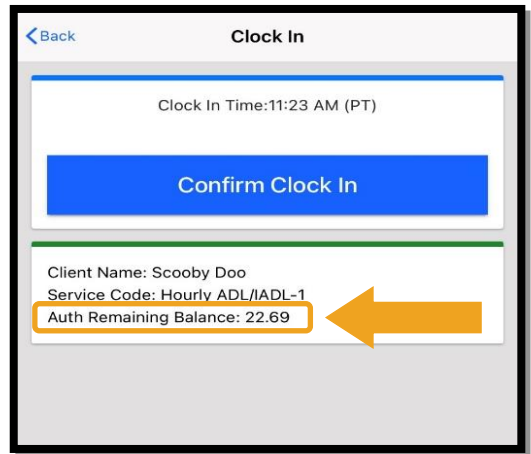 Back
Clock In
Clock In Time:11:23 AM (PT)
Confirm Clock In
Client Name: Scooby Doo
Service Code: Hourly ADL/IADL-1
Auth Remaining Balance: 22.69